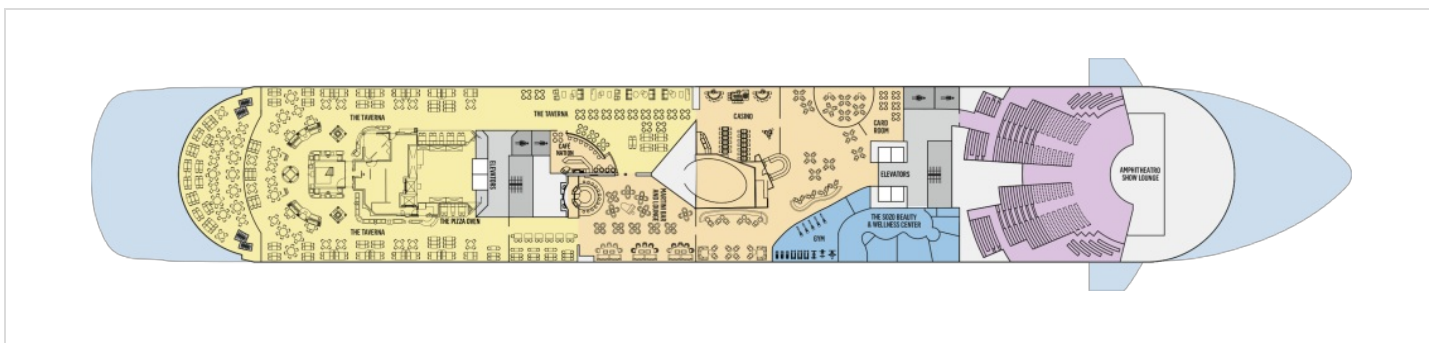 THE TAVERNA
THE TAVERNA
CASINO
CARD
ROOM
CAFÉ
NATION
ELEVATORS
ELEVATORS
AMPHITHEATRO
SHOW LOUNGE
MARTINI BAR
AND LOUNGE
THE PIZZA OVEN
THE TAVERNA
THE SOZO BEAUTY
& WELLNESS CENTER
GYM